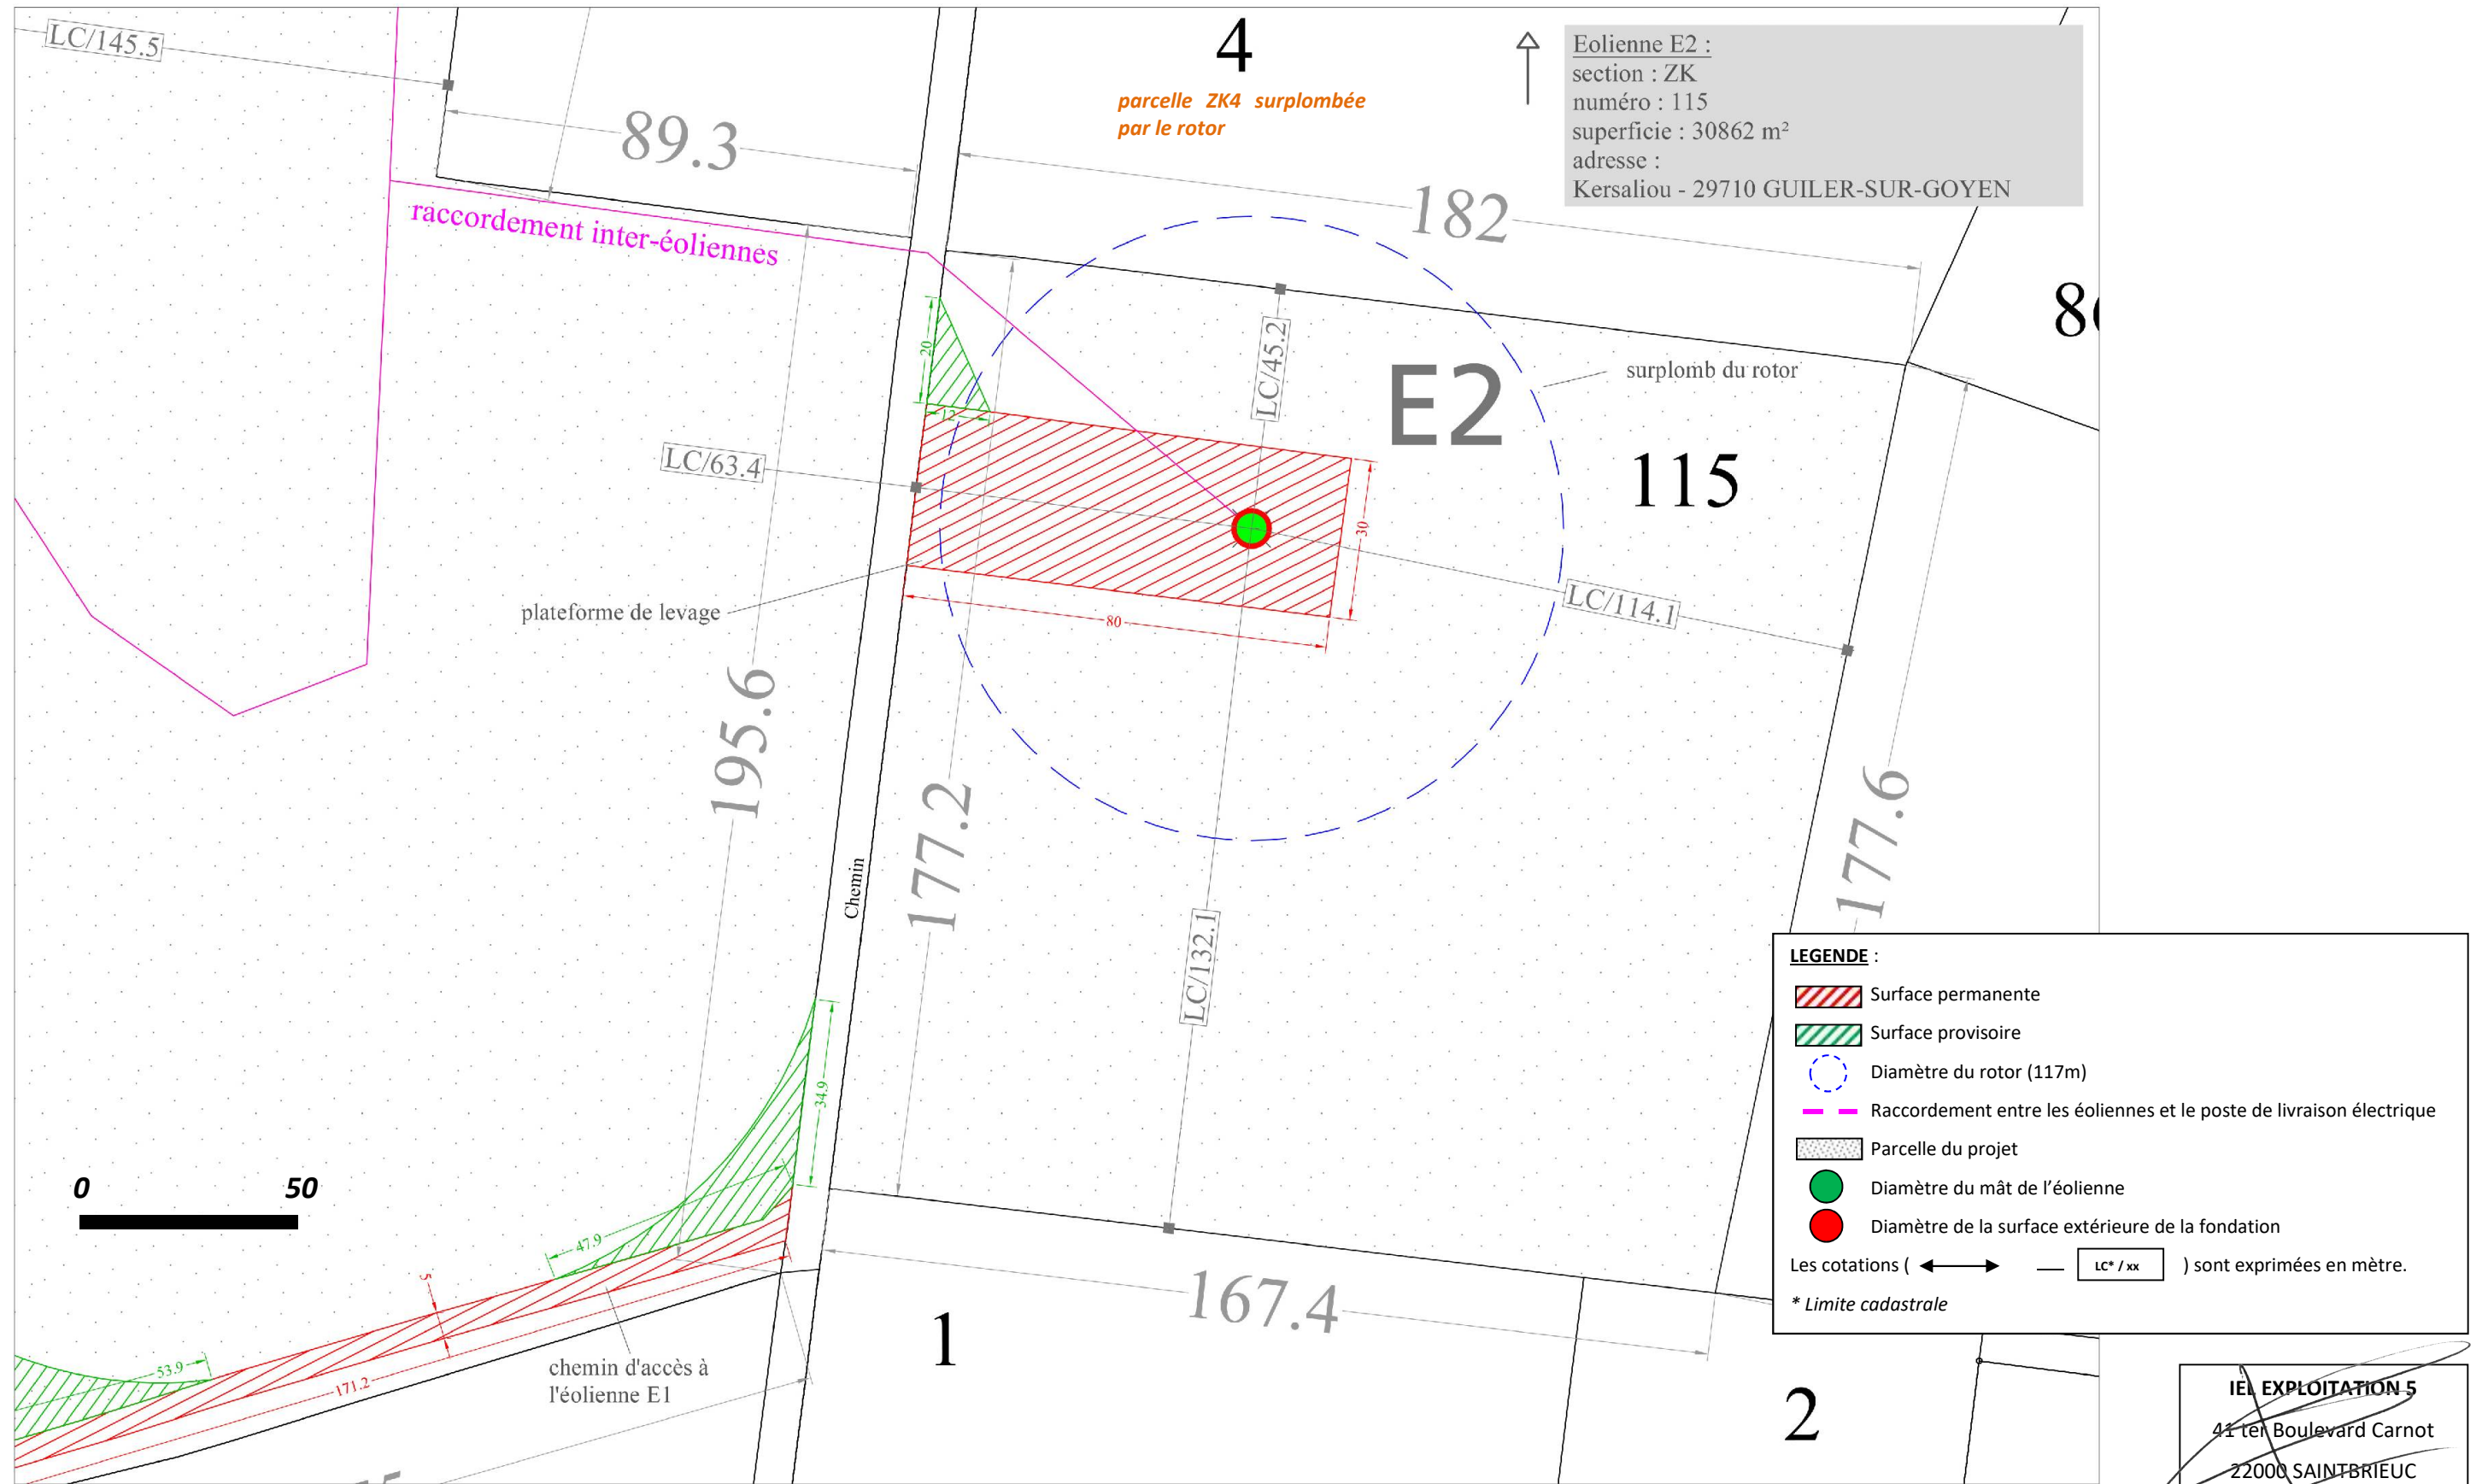 LC/145.5
89.3
4
parcelle ZK4 surplombée
par le rotor
Eolienne E2 :
section : ZK
numéro : 115
superficie : 30862 m²
adresse :
Kersaliou - 29710 GUILER-SUR-GOYEN
182
raccordement inter-éoliennes
20
12
LC/45.2
E2
surplomb du rotor
115
LC/63.4
30
plateforme de levage
80
LC/114.1
195.6
177.2
177.6
Chemin
LC/132.1
34.9
47.9
5
53.9
171.2
0 50
chemin d'accès à
l'éolienne E1
167.4
1
2
LEGENDE :
Surface permanente
Surface provisoire
Diamètre du rotor (117m)
Raccordement entre les éoliennes et le poste de livraison électrique
Parcelle du projet
Diamètre du mât de l'éolienne
Diamètre de la surface extérieure de la fondation
Les cotations ( LC* / xx ) sont exprimées en mètre.
* Limite cadastrale
IEL EXPLOITATION 5
41 ter Boulevard Carnot
22000 SAINTBRIEUC